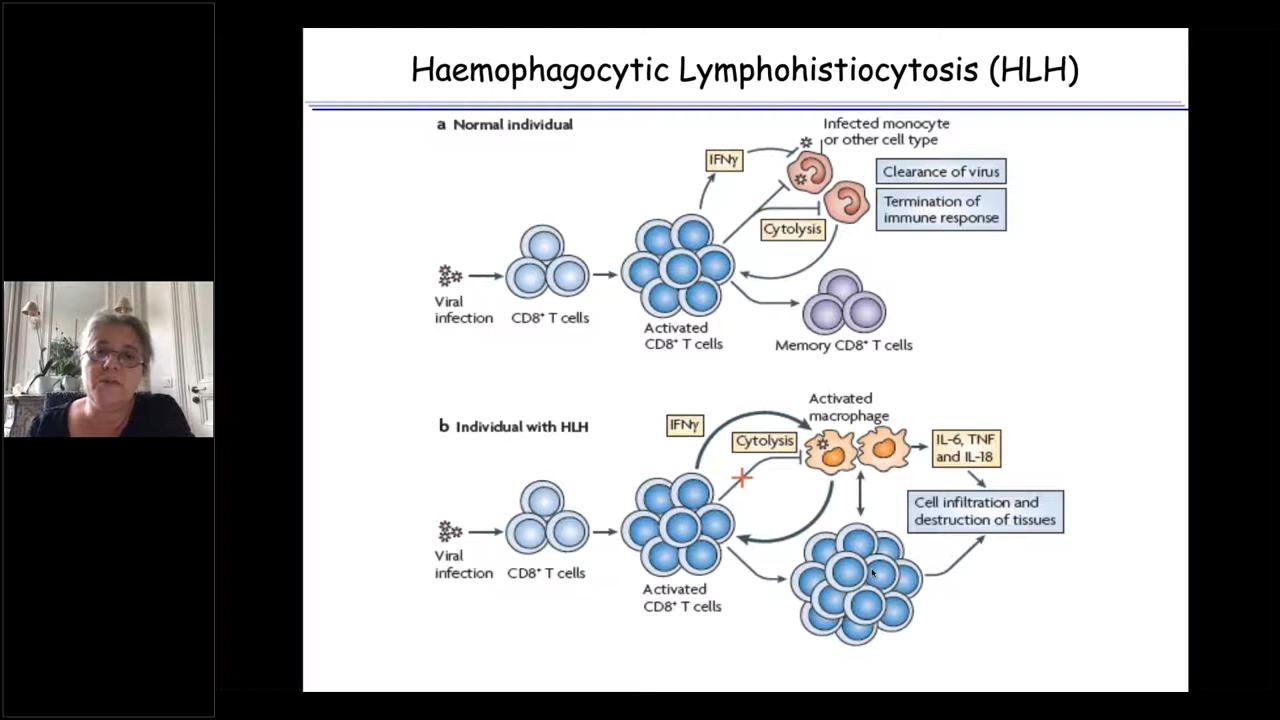 Haemophagocytic Lymphohistiocytosis (HLH)
a Normal individual
Infected monocyte
or other cell type
IFNγ
Clearance of virus
Termination of
immune response
Cytolysis
Viral
infection
CD8⁺ T cells
Activated
CD8⁺ T cells
Memory CD8⁺ T cells
b Individual with HLH
Activated
macrophage
IFNγ
Cytolysis
IL-6, TNF
and IL-18
Cell infiltration and
destruction of tissues
Viral
infection
CD8⁺ T cells
Activated
CD8⁺ T cells